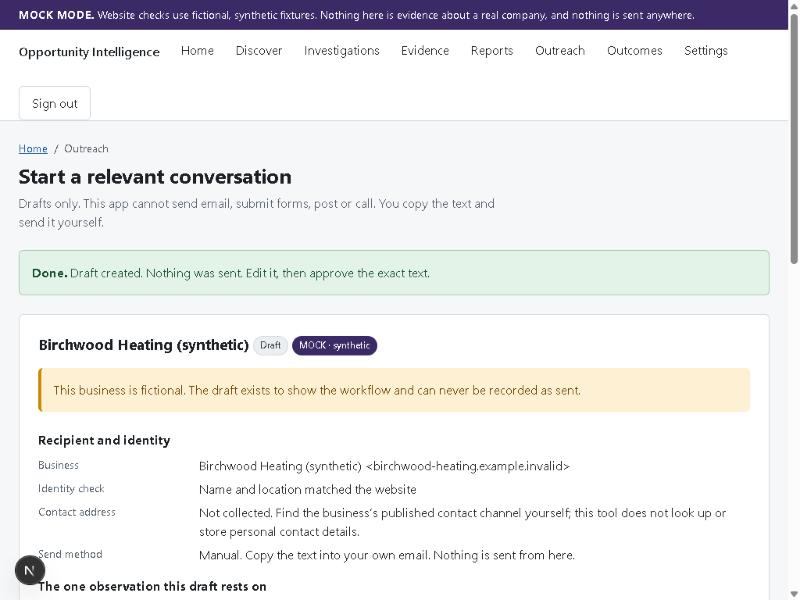 MOCK MODE. Website checks use fictional, synthetic fixtures. Nothing here is evidence about a real company, and nothing is sent anywhere.
Opportunity Intelligence Home Discover Investigations Evidence Reports Outreach Outcomes Settings
Sign out
Home / Outreach
Start a relevant conversation
Drafts only. This app cannot send email, submit forms, post or call. You copy the text and
send it yourself.
Done. Draft created. Nothing was sent. Edit it, then approve the exact text.
Birchwood Heating (synthetic) Draft MOCK · synthetic
This business is fictional. The draft exists to show the workflow and can never be recorded as sent.
Recipient and identity
Business Birchwood Heating (synthetic) <birchwood-heating.example.invalid>
Identity check Name and location matched the website
Contact address Not collected. Find the business's published contact channel yourself; this tool does not look up or
store personal contact details.
Send method Manual. Copy the text into your own email. Nothing is sent from here.
N
The one observation this draft rests on